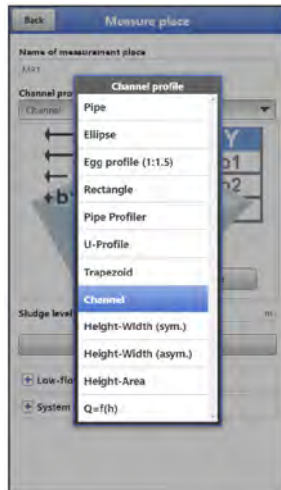 Back
Measure place
Name of measurement place
Channel pro
Channel
Channel profile
Pipe
Ellipse
Egg profile (1:1.5)
Rectangle
Pipe Profiler
U-Profile
Trapezoid
Channel
Height-Width (sym.)
Height-Width (asym.)
Height-Area
Q=f(h)
Y
b1
b2
+b
Sludge level
m
Low-flo
System